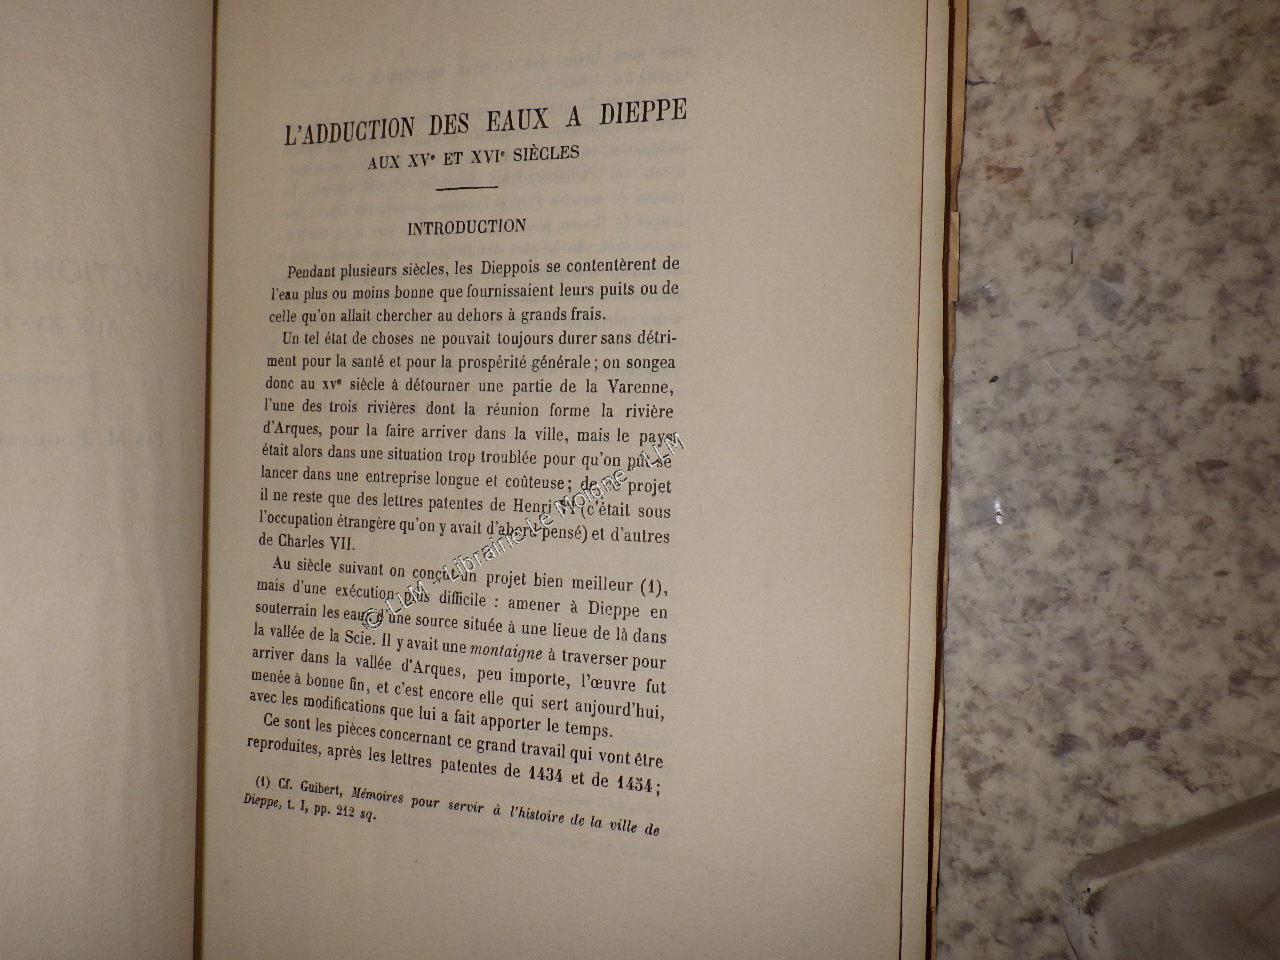 L'ADDUCTION DES EAUX A DIEPPE
AUX XVe ET XVIe SIÈCLES
INTRODUCTION
Pendant plusieurs siècles, les Dieppois se contentèrent de
l'eau plus ou moins bonne que fournissaient leurs puits ou de
celle qu'on allait chercher au dehors à grands frais.
Un tel état de choses ne pouvait toujours durer sans détri-
ment pour la santé et pour la prospérité générale ; on songea
donc au XVe siècle à détourner une partie de la Varenne,
l'une des trois rivières dont la réunion forme la rivière
d'Arques, pour la faire arriver dans la ville, mais le pays
était alors dans une situation trop troublée pour qu'on pût se
lancer dans une entreprise longue et coûteuse ; de ce projet
il ne reste que des lettres patentes de Henri VI (c'était sous
l'occupation étrangère qu'on y avait d'abord pensé) et d'autres
de Charles VII.
Au siècle suivant on conçut un projet bien meilleur (1),
mais d'une exécution plus difficile : amener à Dieppe en
souterrain les eaux d'une source située à une lieue de là dans
la vallée de la Scie. Il y avait une montaigne à traverser pour
arriver dans la vallée d'Arques, peu importe, l'œuvre fut
menée à bonne fin, et c'est encore elle qui sert aujourd'hui,
avec les modifications que lui a fait apporter le temps.
Ce sont les pièces concernant ce grand travail qui vont être
reproduites, après les lettres patentes de 1434 et de 1454 ;
(1) Cf. Guibert, Mémoires pour servir à l'histoire de la ville de
Dieppe, t. I, pp. 212 sq.
© LLM - Librairie Le Moigne - LLM